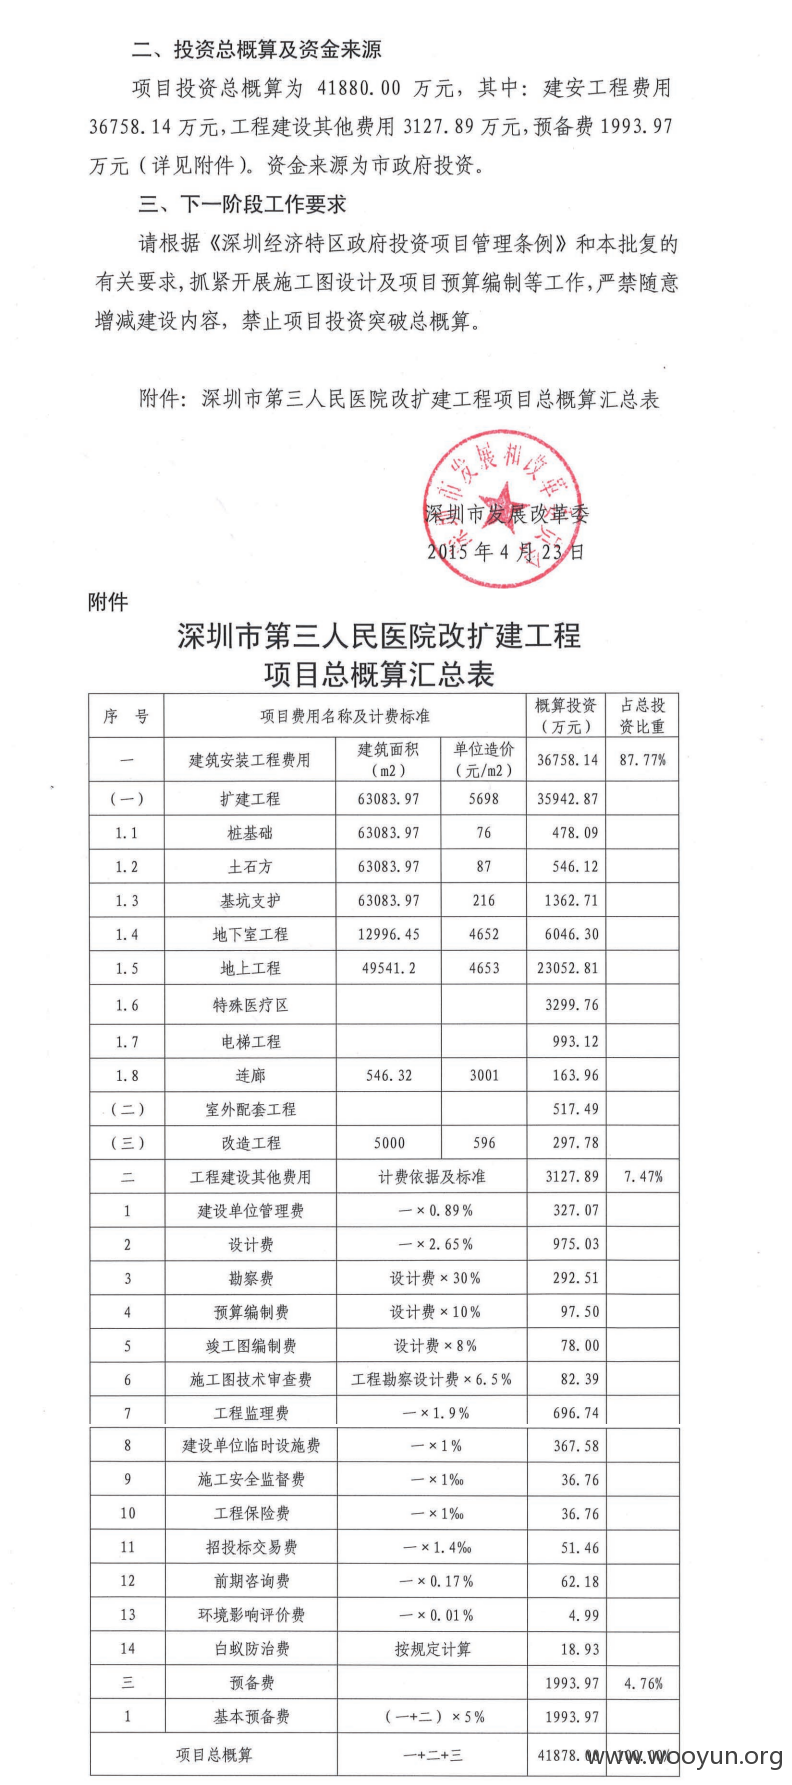 二、投资总概算及资金来源
项目投资总概算为 41880.00 万元，其中：建安工程费用
36758.14 万元,工程建设其他费用 3127.89 万元,预备费 1993.97
万元（详见附件）。资金来源为市政府投资。
三、下一阶段工作要求
请根据《深圳经济特区政府投资项目管理条例》和本批复的
有关要求,抓紧开展施工图设计及项目预算编制等工作,严禁随意
增减建设内容，禁止项目投资突破总概算。
附件：深圳市第三人民医院改扩建工程项目总概算汇总表
深圳市发展和改革委员会
深圳市发展改革委
2015 年 4 月 23 日
附件
深圳市第三人民医院改扩建工程
项目总概算汇总表
序 号 项目费用名称及计费标准 概算投资（万元） 占总投资比重
一 建筑安装工程费用 建筑面积（m2） 单位造价（元/m2） 36758.14 87.77%
（一） 扩建工程 63083.97 5698 35942.87
1.1 桩基础 63083.97 76 478.09
1.2 土石方 63083.97 87 546.12
1.3 基坑支护 63083.97 216 1362.71
1.4 地下室工程 12996.45 4652 6046.30
1.5 地上工程 49541.2 4653 23052.81
1.6 特殊医疗区 3299.76
1.7 电梯工程 993.12
1.8 连廊 546.32 3001 163.96
（二） 室外配套工程 517.49
（三） 改造工程 5000 596 297.78
二 工程建设其他费用 计费依据及标准 3127.89 7.47%
1 建设单位管理费 一×0.89% 327.07
2 设计费 一×2.65% 975.03
3 勘察费 设计费×30% 292.51
4 预算编制费 设计费×10% 97.50
5 竣工图编制费 设计费×8% 78.00
6 施工图技术审查费 工程勘察设计费×6.5% 82.39
7 工程监理费 一×1.9% 696.74
8 建设单位临时设施费 一×1% 367.58
9 施工安全监督费 一×1‰ 36.76
10 工程保险费 一×1‰ 36.76
11 招投标交易费 一×1.4‰ 51.46
12 前期咨询费 一×0.17% 62.18
13 环境影响评价费 一×0.01% 4.99
14 白蚁防治费 按规定计算 18.93
三 预备费 1993.97 4.76%
1 基本预备费 （一+二）×5% 1993.97
项目总概算 一+二+三 41878.00 100.00%
www.wooyun.org